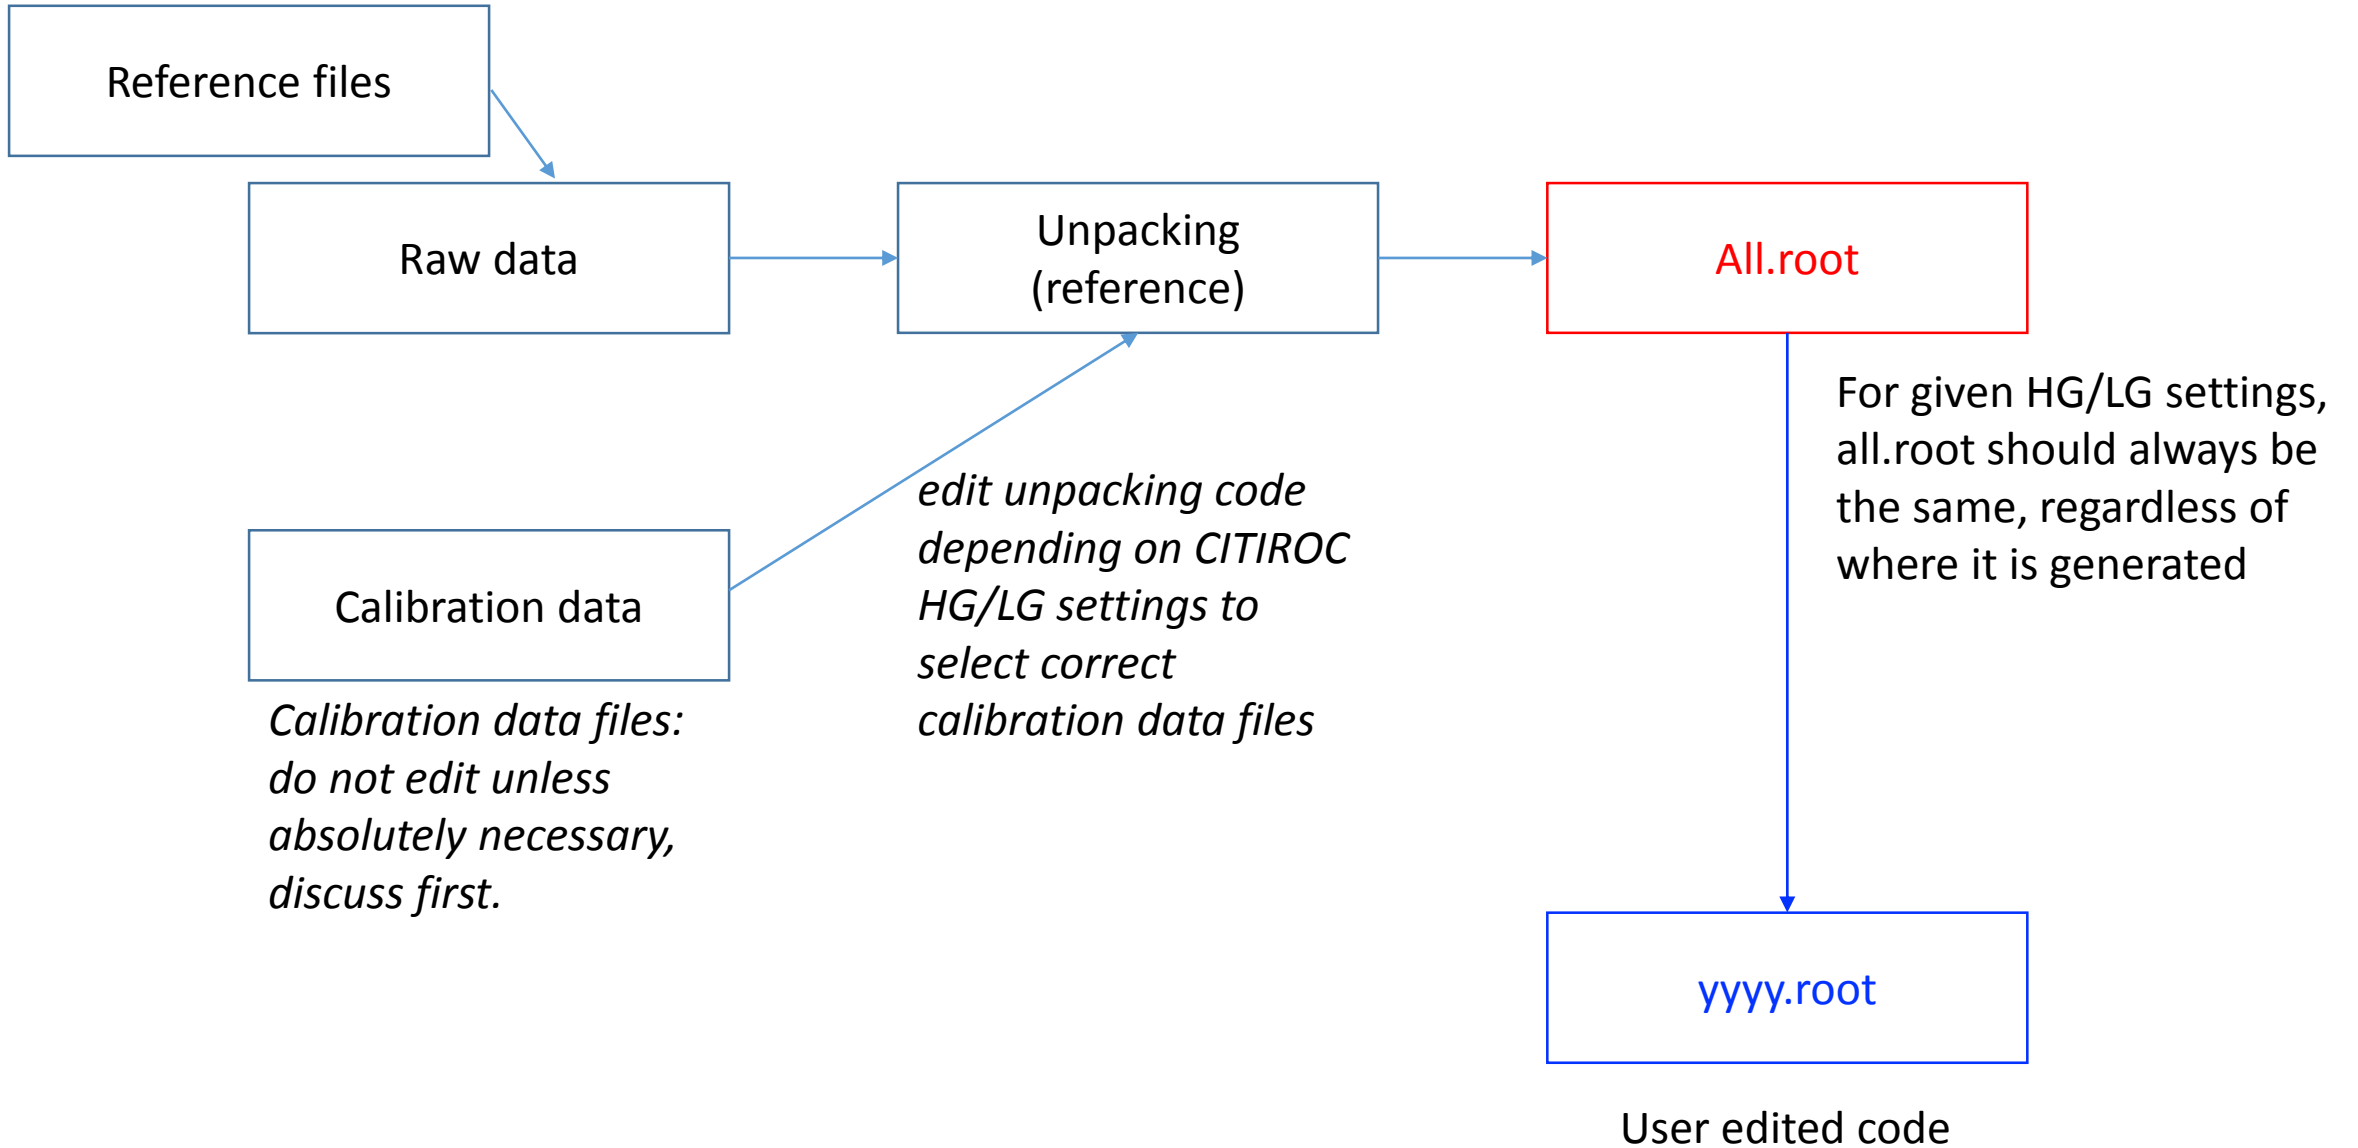 Reference files
Raw data
Unpacking
(reference)
All.root
For given HG/LG settings,
all.root should always be
the same, regardless of
where it is generated
edit unpacking code
depending on CITIROC
HG/LG settings to
select correct
calibration data files
Calibration data
Calibration data files:
do not edit unless
absolutely necessary,
discuss first.
yyyy.root
User edited code